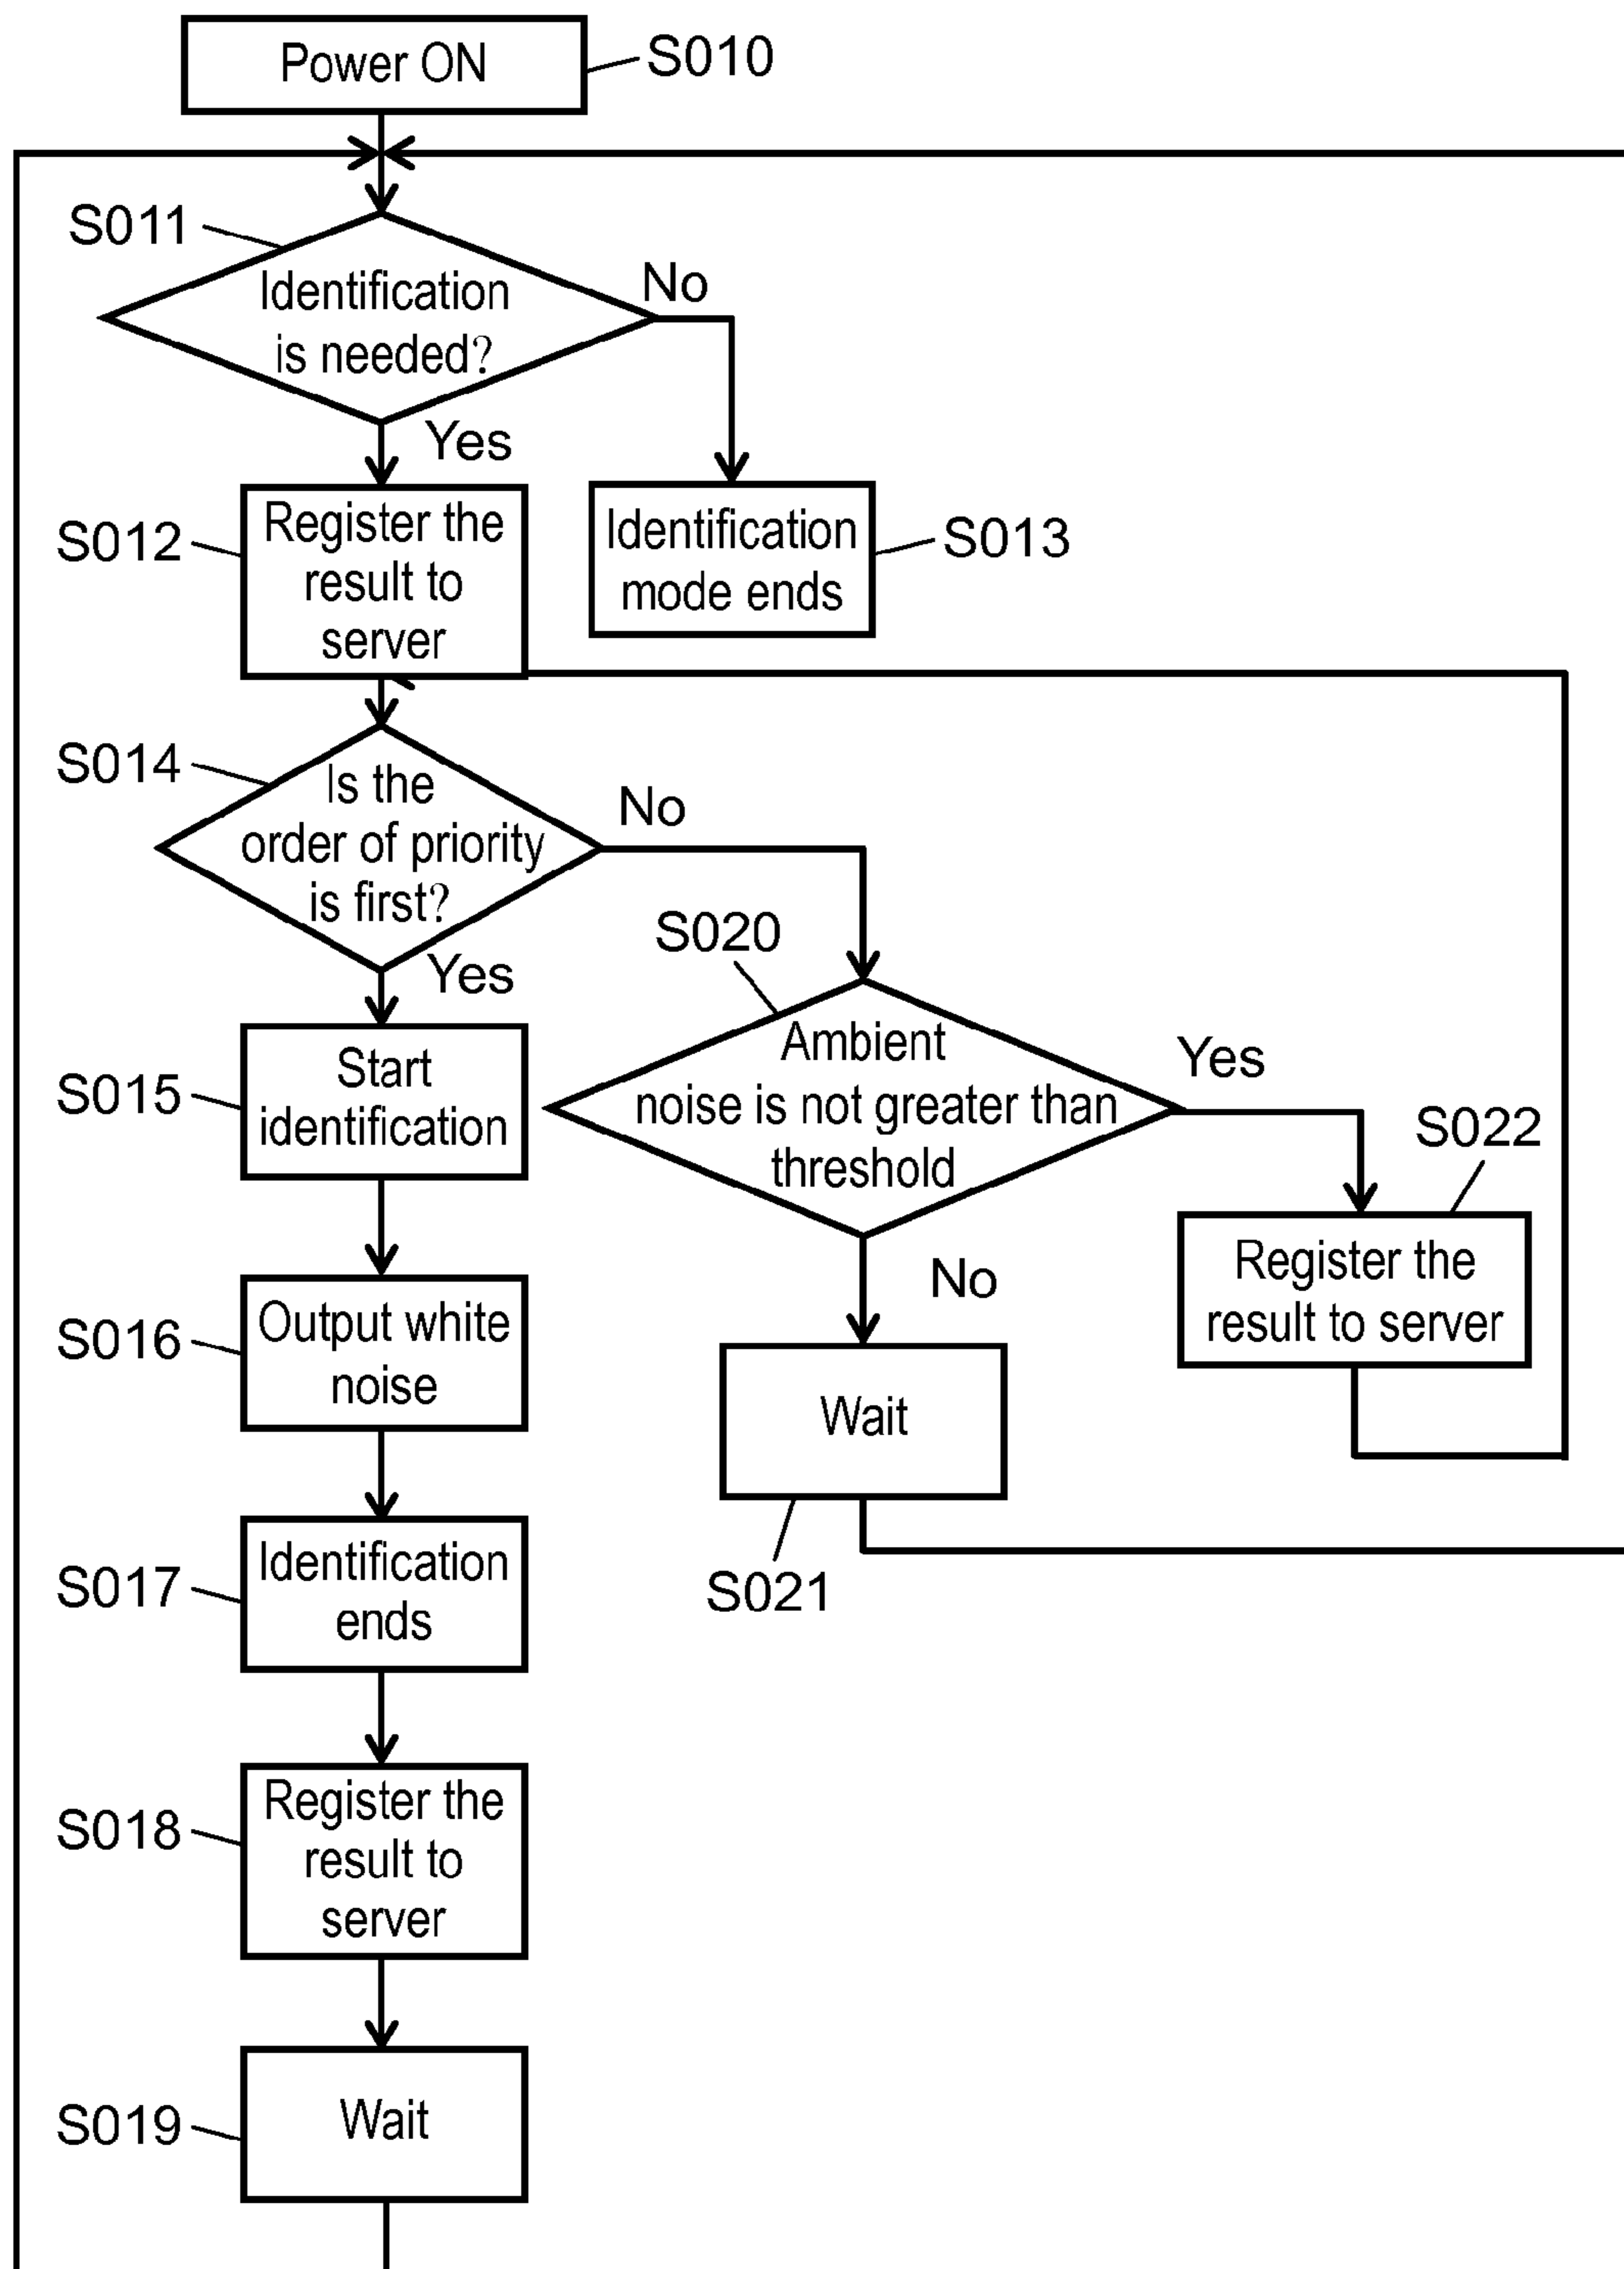 Power ON
S010
S011
Identification
is needed?
No
Yes
S012
Register the
result to
server
Identification
mode ends
S013
S014
Is the
order of priority
is first?
No
Yes
S020
Ambient
noise is not greater than
threshold
Yes
No
S015
Start
identification
S022
Register the
result to server
S016
Output white
noise
Wait
S021
S017
Identification
ends
S018
Register the
result to
server
S019
Wait